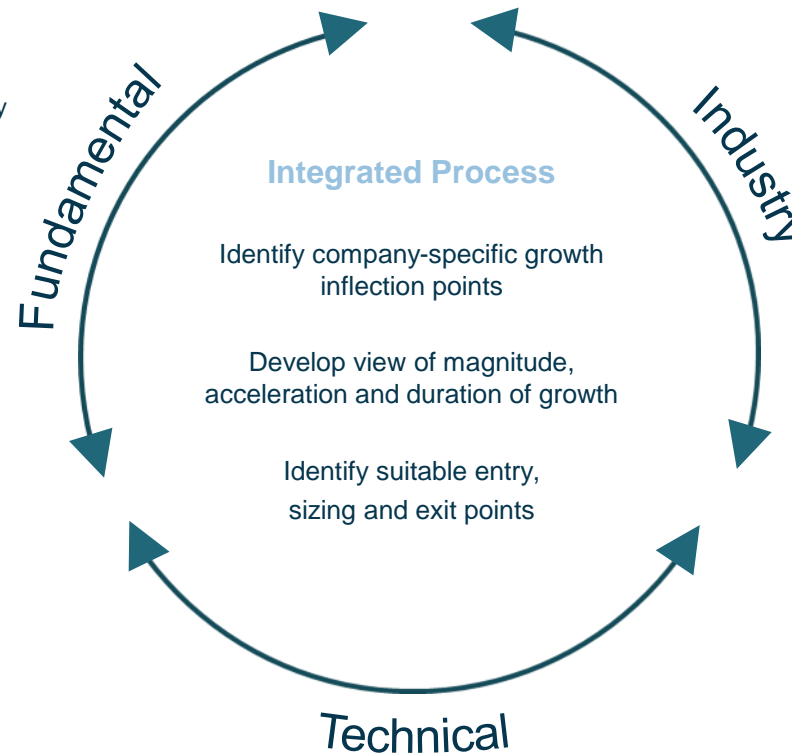 Fundamental
Industry
Integrated Process
Identify company-specific growth
inflection points
Develop view of magnitude,
acceleration and duration of growth
Identify suitable entry,
sizing and exit points
Technical